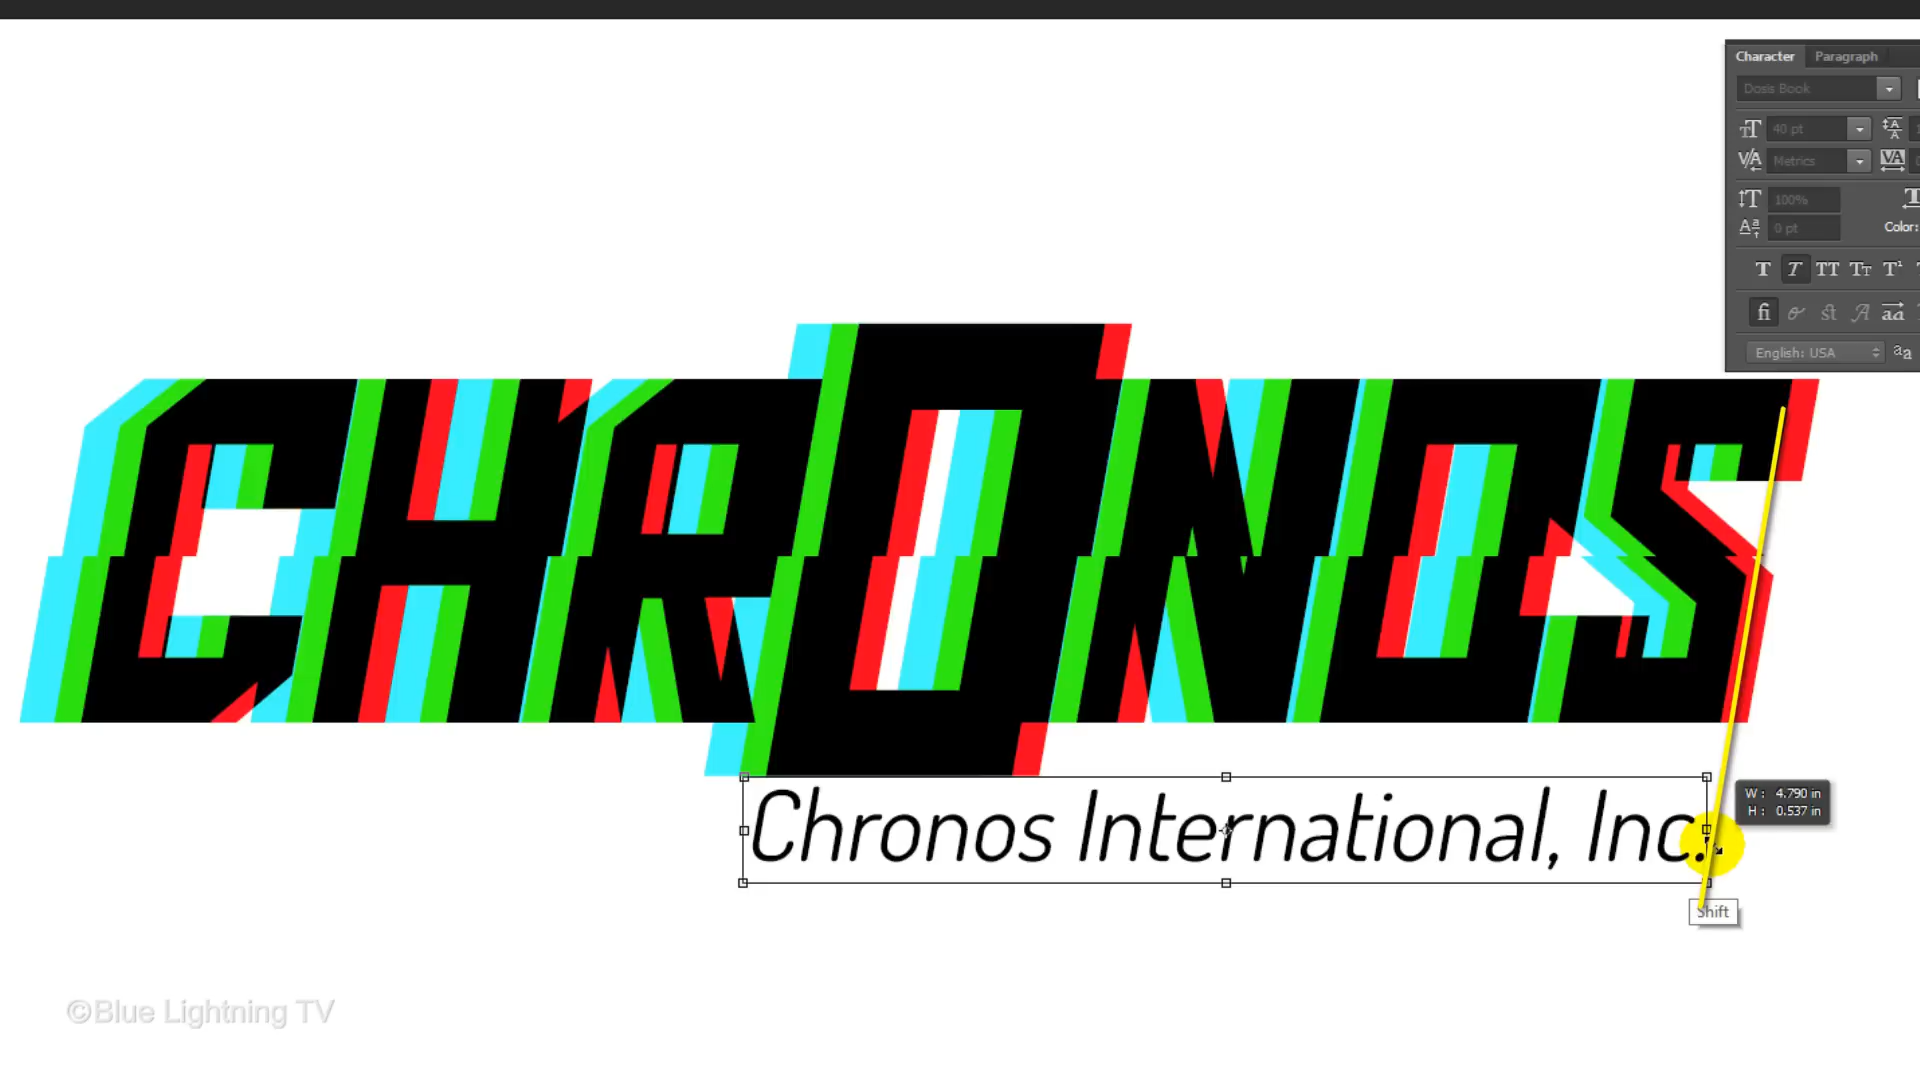 Character Paragraph
Dosis Book
40 pt
Metrics
100%
0 pt
Color:
English: USA
CHRONOS
W: 4.790 in
H: 0.537 in
Chronos International, Inc.
Shift
©Blue Lightning TV